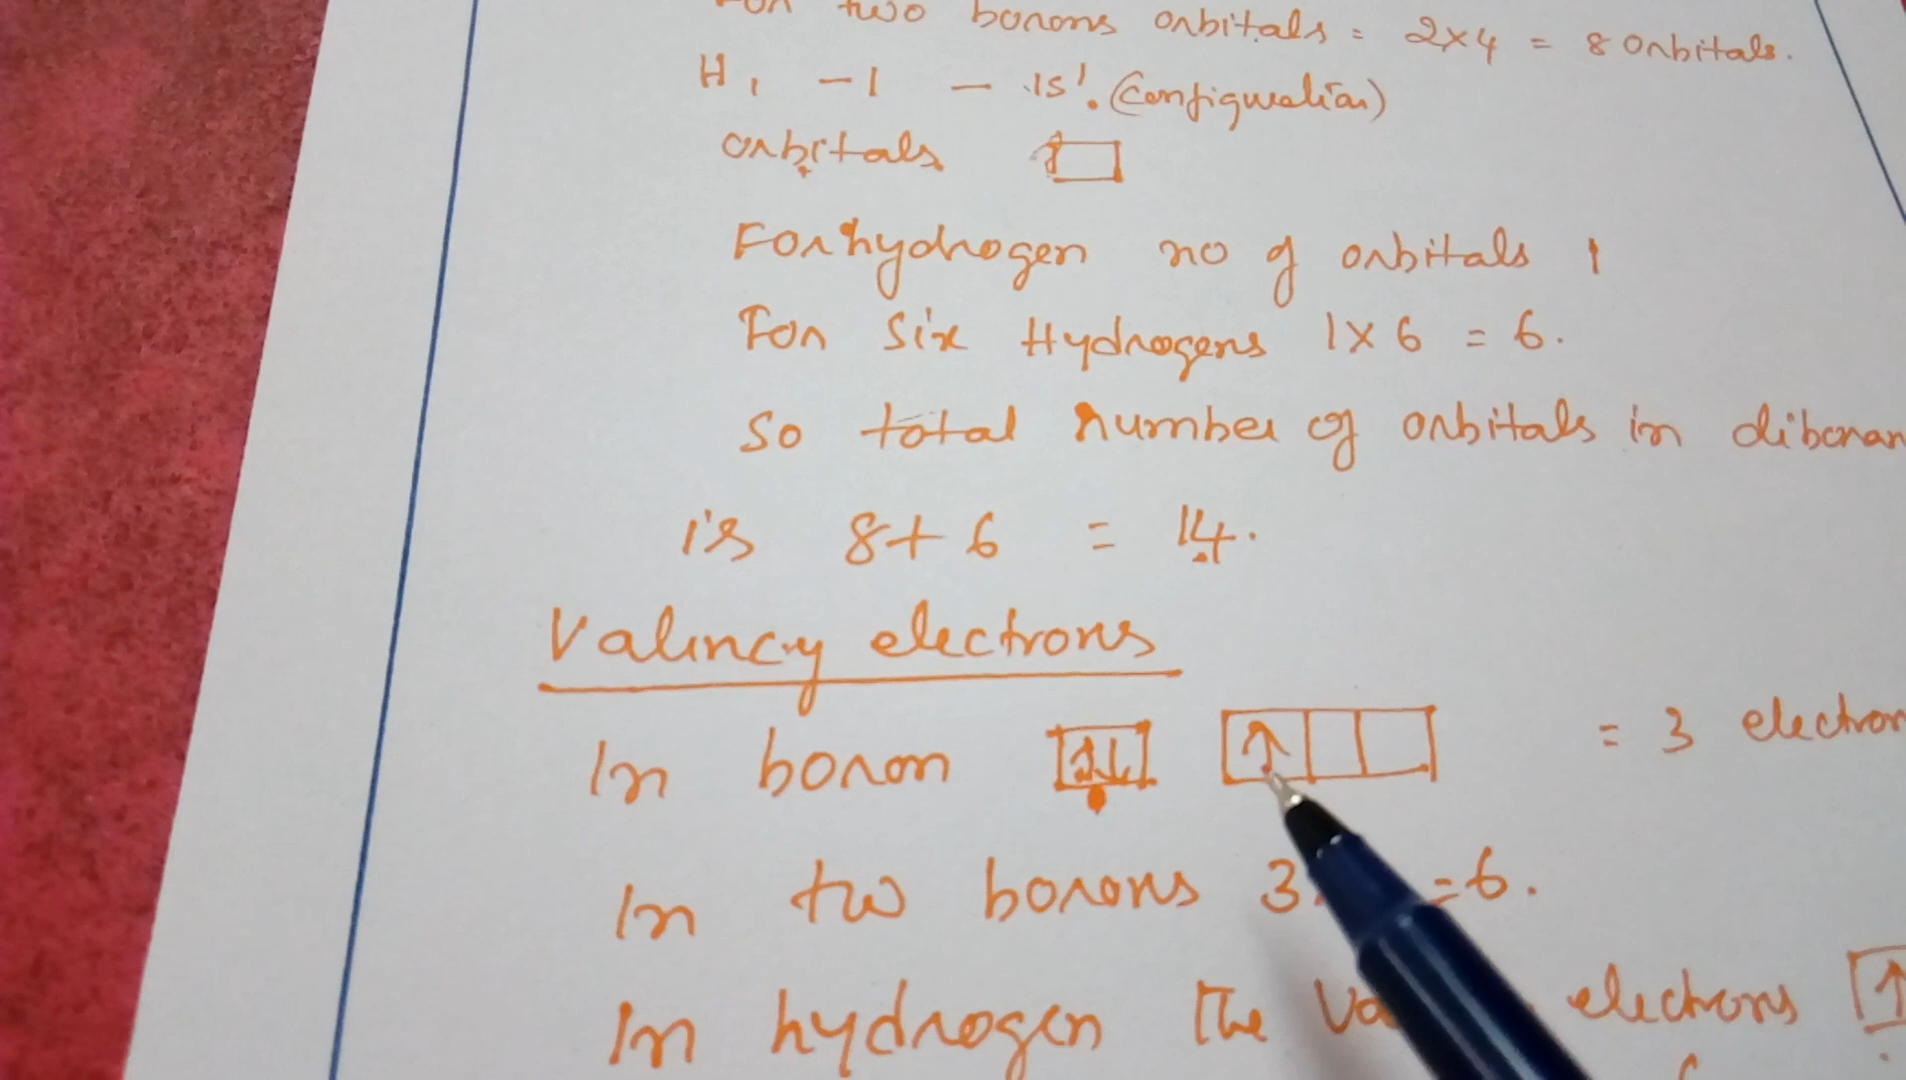 For two borons orbitals = 2x4 = 8 orbitals.
H, -1 - 1s¹. (Configuration)
orbitals
For hydrogen no of orbitals 1
For Six Hydrogens 1 x 6 = 6.
So total number of orbitals in diboran
is 8+ 6 = 14.
Valincy electrons
In boron ↑↓ ↑ = 3 electron
In two borons 3 =6.
In hydrogen The electrons ↑